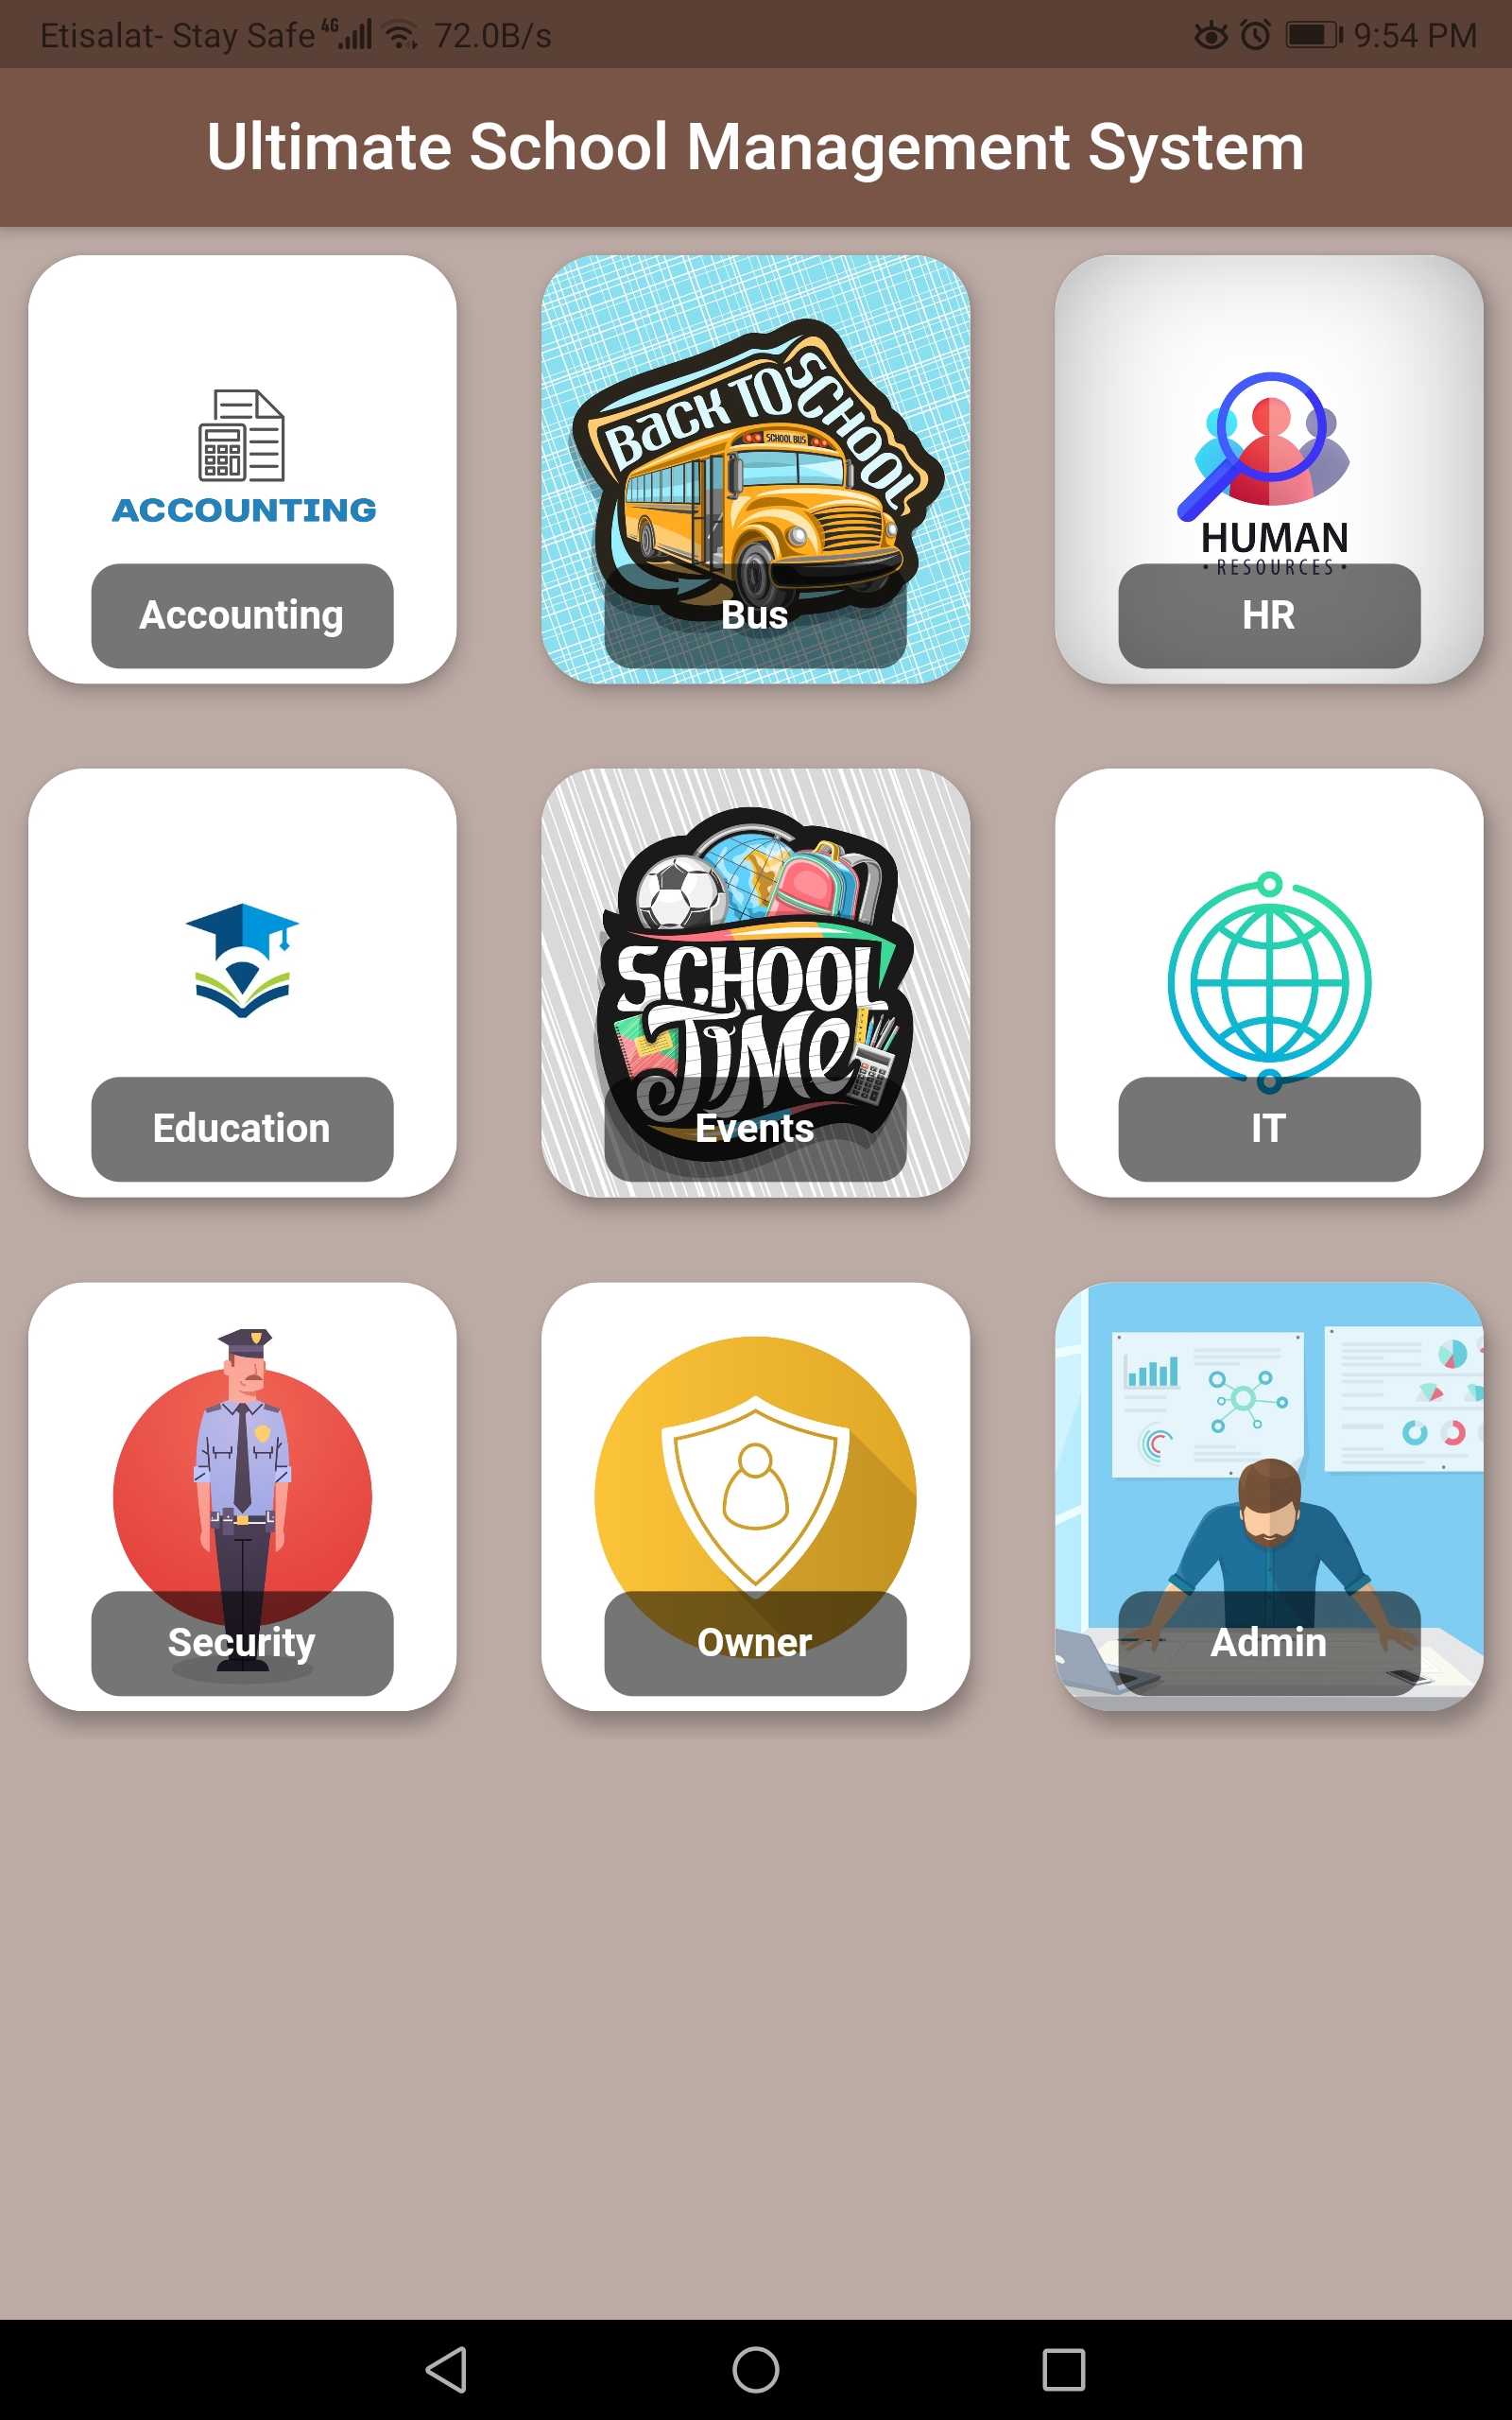 Etisalat- Stay Safe 4G 72.0B/s 9:54 PM
Ultimate School Management System
ACCOUNTING
Accounting
BACK TO SCHOOL
SCHOOL BUS
Bus
HUMAN
• RESOURCES •
HR
Education
SCHOOL
TIME
Events
IT
Security
Owner
Admin